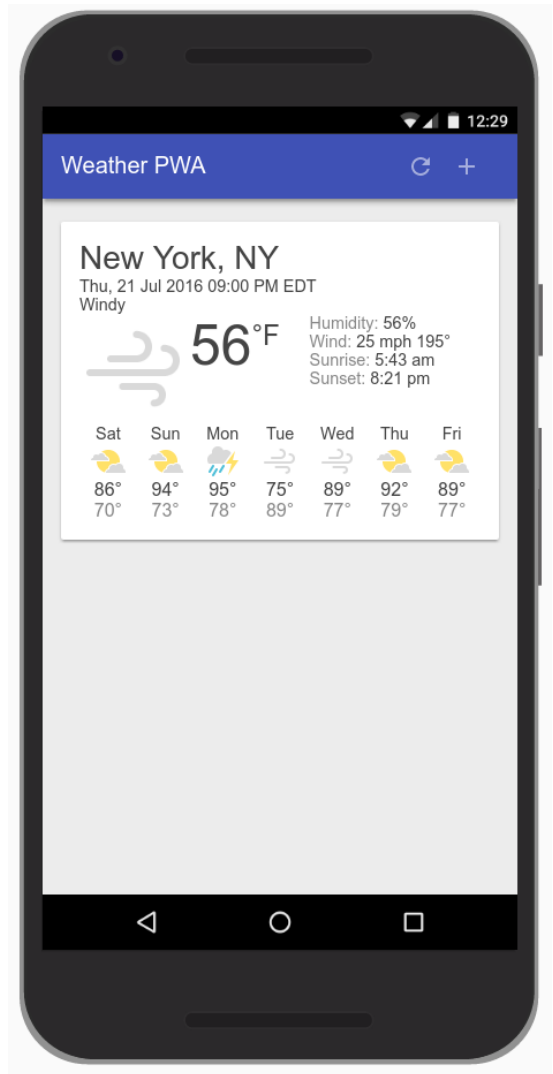 12:29
Weather PWA
New York, NY
Thu, 21 Jul 2016 09:00 PM EDT
Windy
56°F
Humidity: 56%
Wind: 25 mph 195°
Sunrise: 5:43 am
Sunset: 8:21 pm
Sat Sun Mon Tue Wed Thu Fri
86° 94° 95° 75° 89° 92° 89°
70° 73° 78° 89° 77° 79° 77°